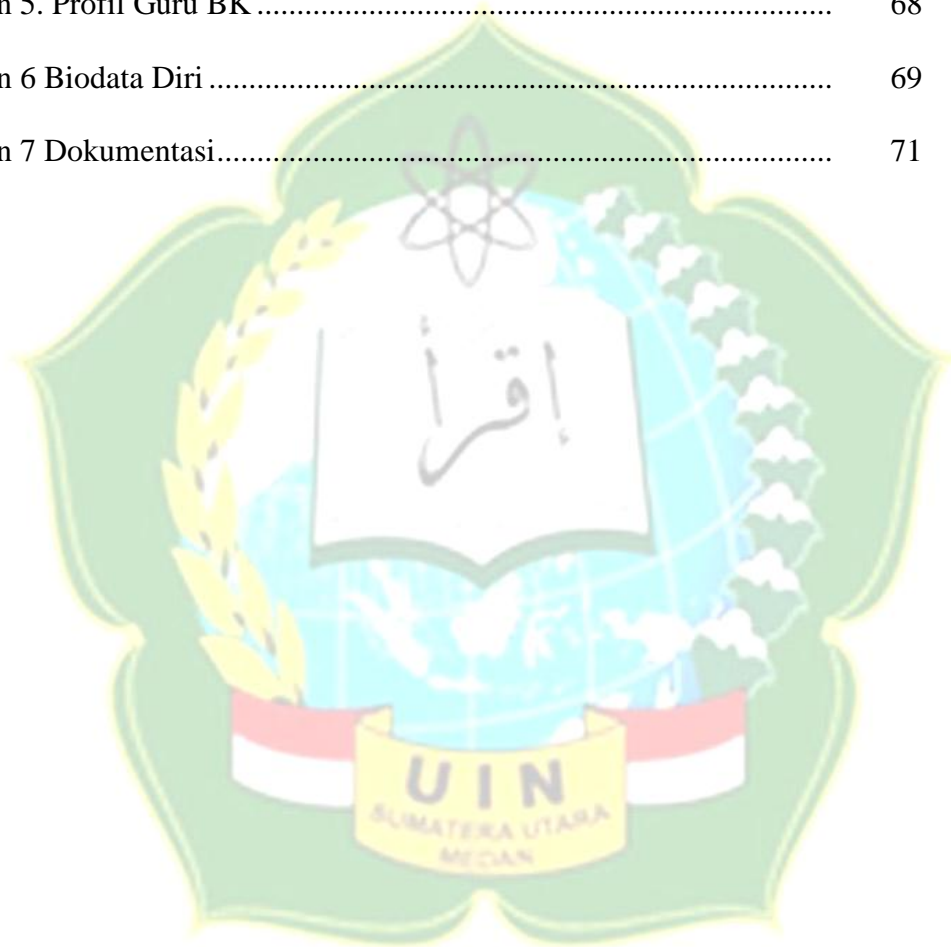 n 5. Profil Guru BK ........................................................................ 68
n 6 Biodata Diri .............................................................................. 69
n 7 Dokumentasi............................................................................. 71
إقرأ
UIN
SUMATERA UTARA
MEDAN